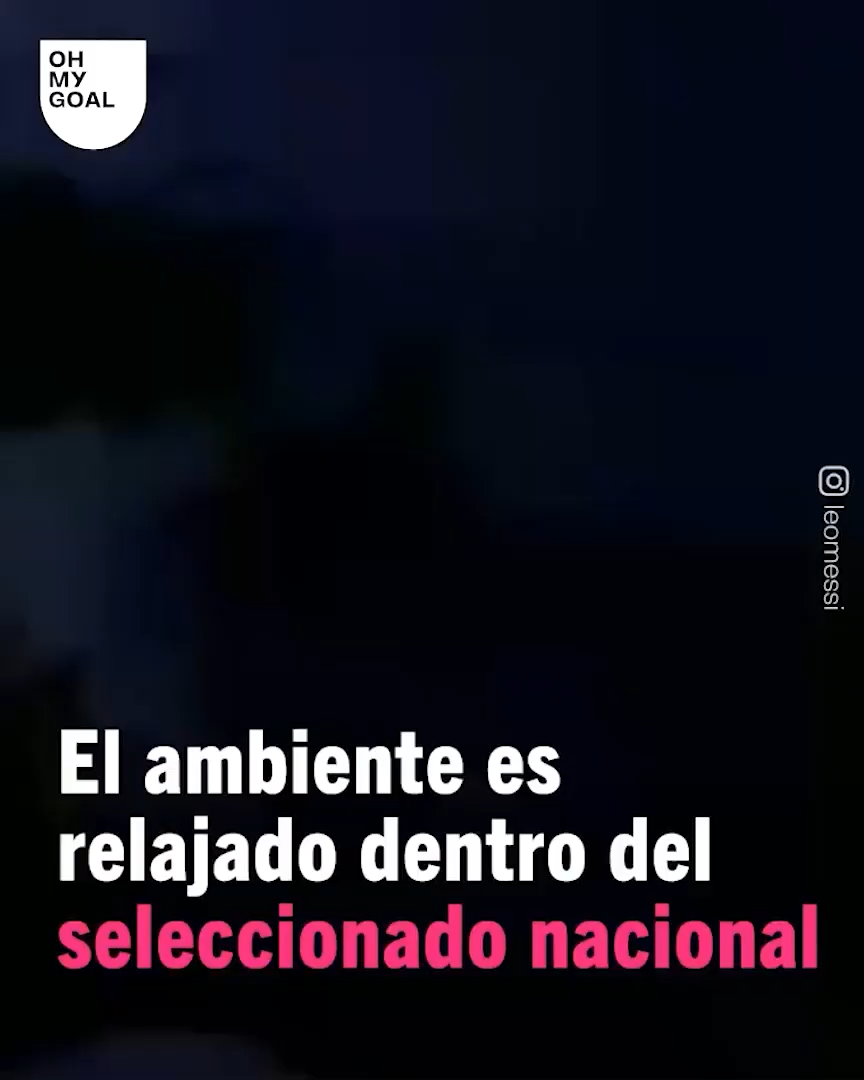 OH
MY
GOAL
leomessi
El ambiente es
relajado dentro del
seleccionado nacional